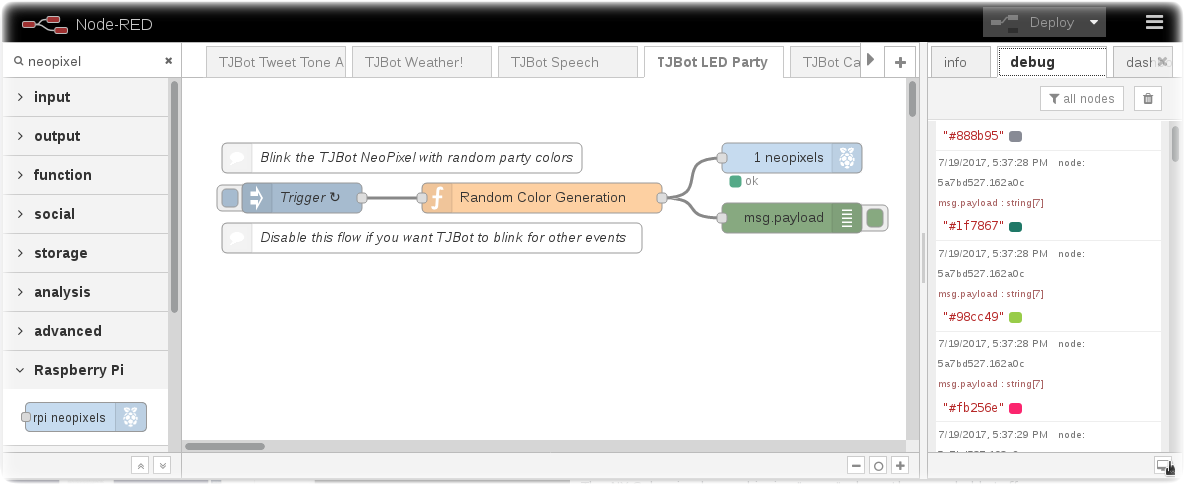 Node-RED
Deploy
neopixel
TJBot Tweet Tone A
TJBot Weather!
TJBot Speech
TJBot LED Party
TJBot Ca
info
debug
dash
all nodes
input
output
function
social
storage
analysis
advanced
Raspberry Pi
rpi neopixels
Blink the TJBot NeoPixel with random party colors
Trigger ↻
Random Color Generation
1 neopixels
ok
msg.payload
Disable this flow if you want TJBot to blink for other events
"#888b95"
7/19/2017, 5:37:28 PM node:
5a7bd527.162a0c
msg.payload : string[7]
"#1f7867"
7/19/2017, 5:37:28 PM node:
5a7bd527.162a0c
msg.payload : string[7]
"#98cc49"
7/19/2017, 5:37:28 PM node:
5a7bd527.162a0c
msg.payload : string[7]
"#fb256e"
7/19/2017, 5:37:29 PM node: